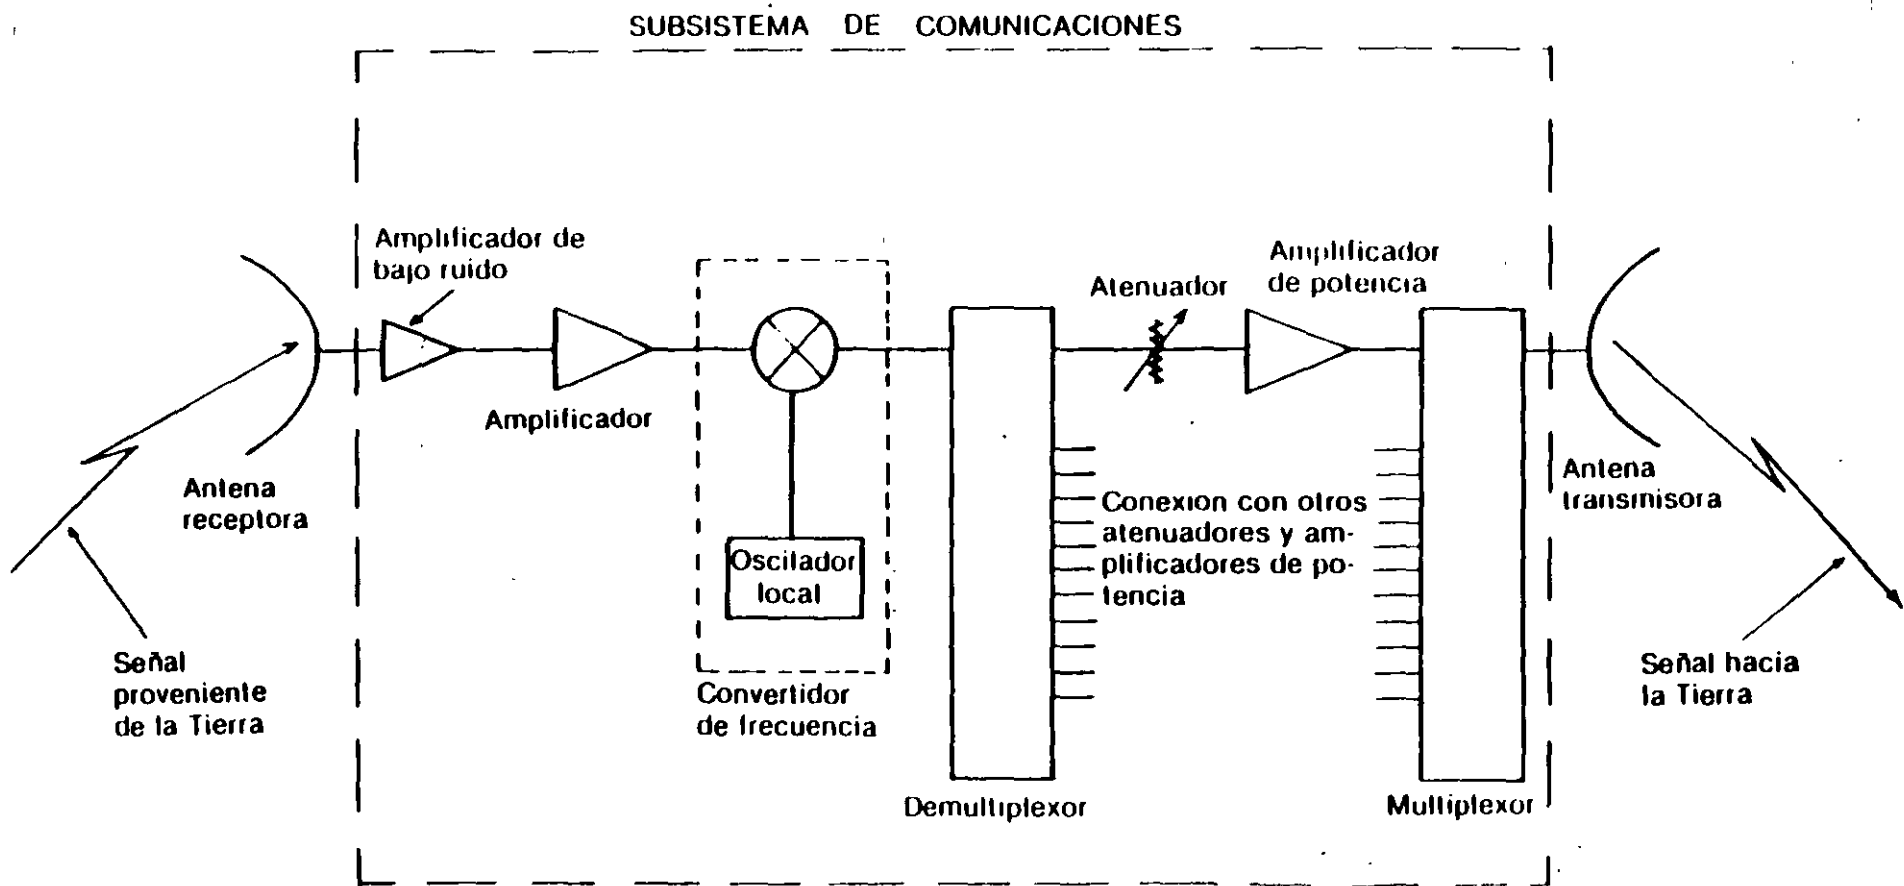 SUBSISTEMA DE COMUNICACIONES
Amplificador de
bajo ruido
Amplificador
Antena
receptora
Señal
proveniente
de la Tierra
Oscilador
local
Convertidor
de frecuencia
Demultiplexor
Atenuador
Amplificador
de potencia
Conexion con otros
atenuadores y am-
plificadores de po-
tencia
Multiplexor
Antena
transmisora
Señal hacia
la Tierra